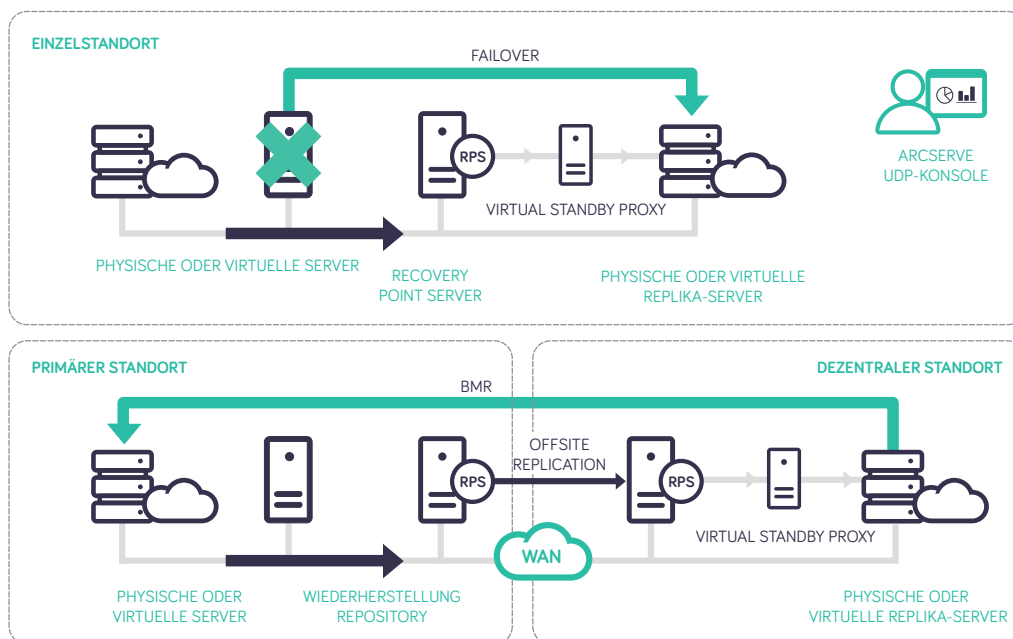 EINZELSTANDORT
FAILOVER
RPS
VIRTUAL STANDBY PROXY
ARCSERVE
UDP-KONSOLE
PHYSISCHE ODER VIRTUELLE SERVER
RECOVERY
POINT SERVER
PHYSISCHE ODER VIRTUELLE
REPLIKA-SERVER
PRIMÄRER STANDORT
DEZENTRALER STANDORT
BMR
OFFSITE
REPLICATION
RPS
RPS
VIRTUAL STANDBY PROXY
WAN
PHYSISCHE ODER
VIRTUELLE SERVER
WIEDERHERSTELLUNG
REPOSITORY
PHYSISCHE ODER
VIRTUELLE REPLIKA-SERVER